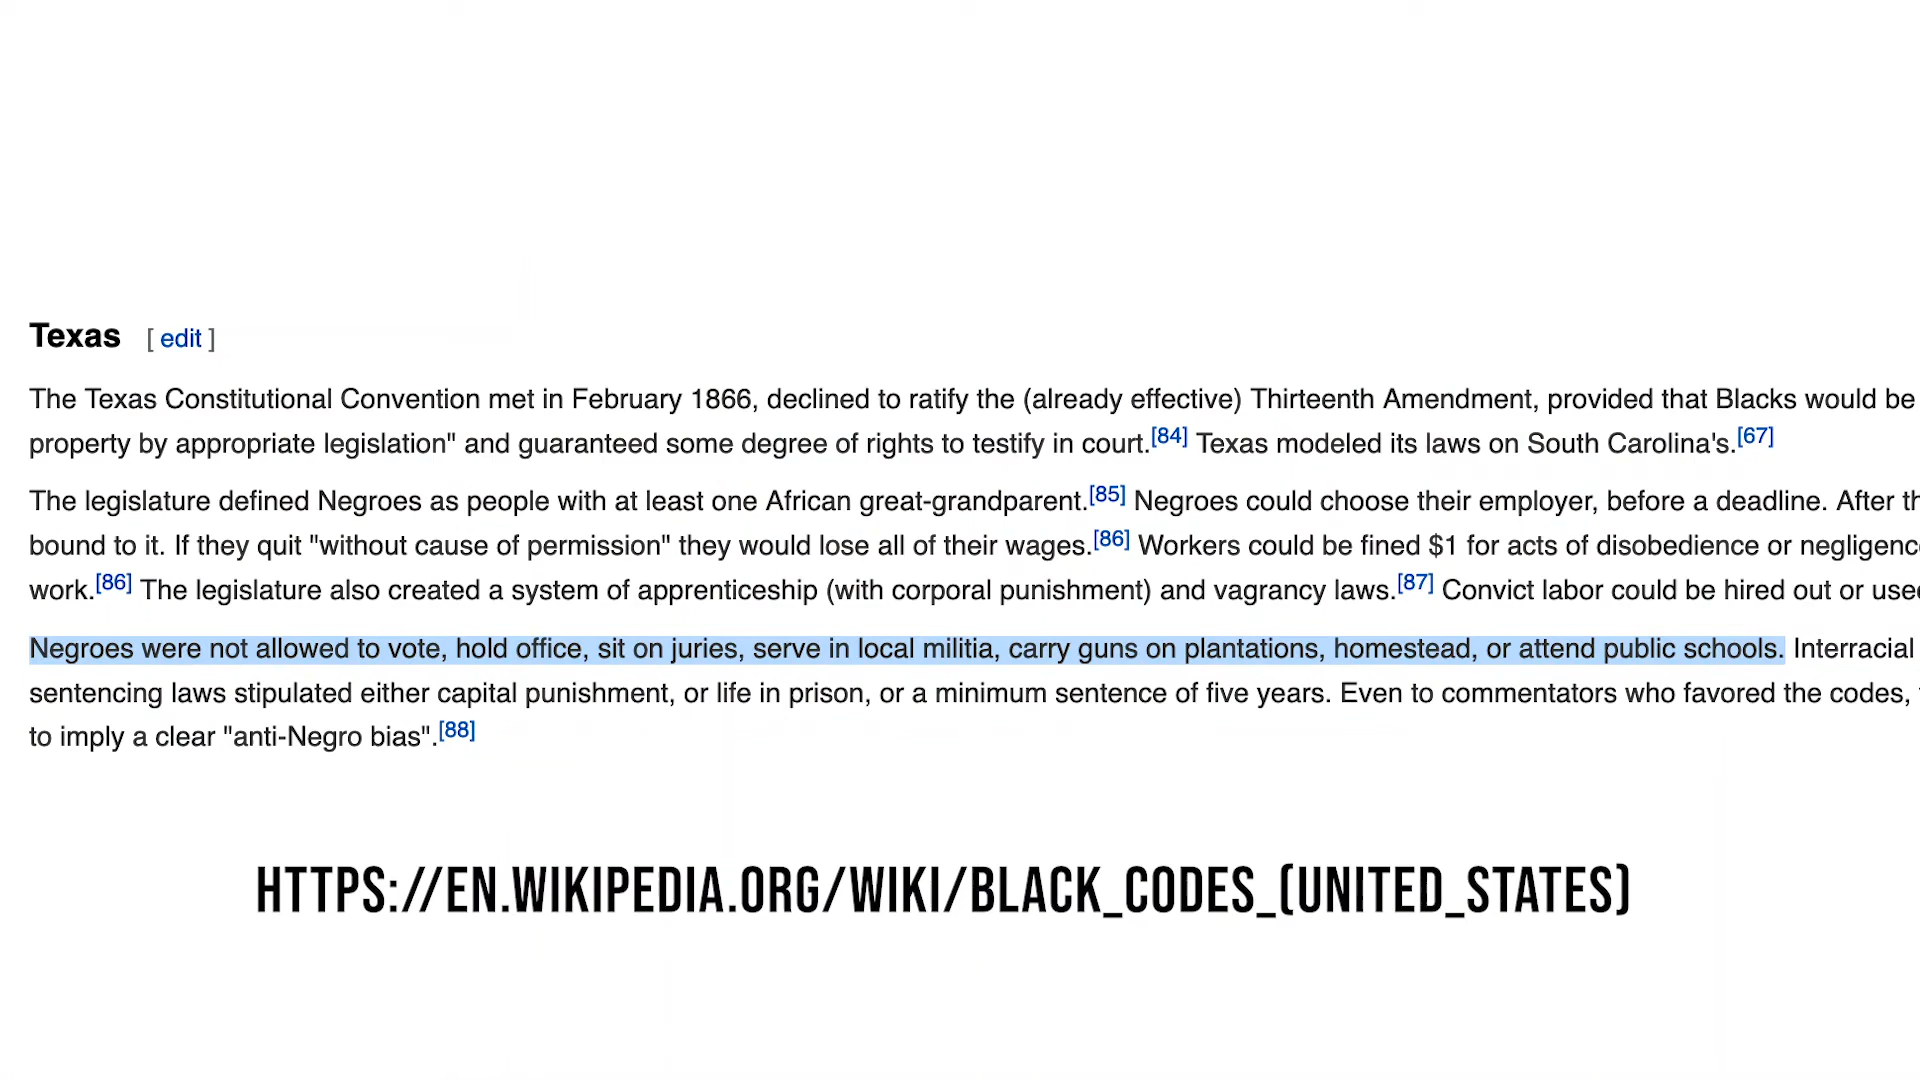 Texas [ edit ]
The Texas Constitutional Convention met in February 1866, declined to ratify the (already effective) Thirteenth Amendment, provided that Blacks would be
property by appropriate legislation" and guaranteed some degree of rights to testify in court.[84] Texas modeled its laws on South Carolina's.[67]
The legislature defined Negroes as people with at least one African great-grandparent.[85] Negroes could choose their employer, before a deadline. After
bound to it. If they quit "without cause of permission" they would lose all of their wages.[86] Workers could be fined $1 for acts of disobedience or
work.[86] The legislature also created a system of apprenticeship (with corporal punishment) and vagrancy laws.[87] Convict labor could be hired out or
Negroes were not allowed to vote, hold office, sit on juries, serve in local militia, carry guns on plantations, homestead, or attend public schools. Interracial
sentencing laws stipulated either capital punishment, or life in prison, or a minimum sentence of five years. Even to commentators who favored the codes,
to imply a clear "anti-Negro bias".[88]
HTTPS://EN.WIKIPEDIA.ORG/WIKI/BLACK_CODES_(UNITED_STATES)